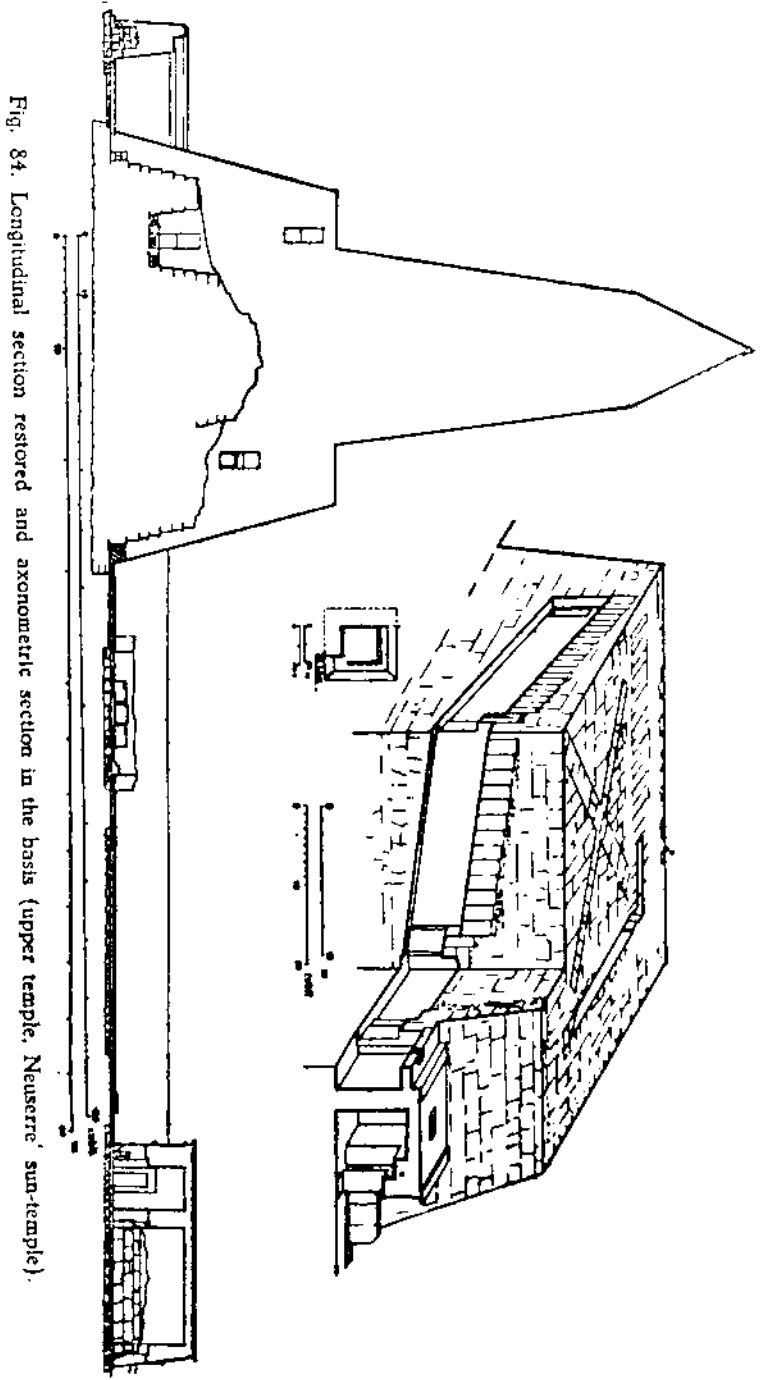 Fig. 84. Longitudinal section restored and axonometric section in the basis (upper temple, Neuserre' sun-temple).